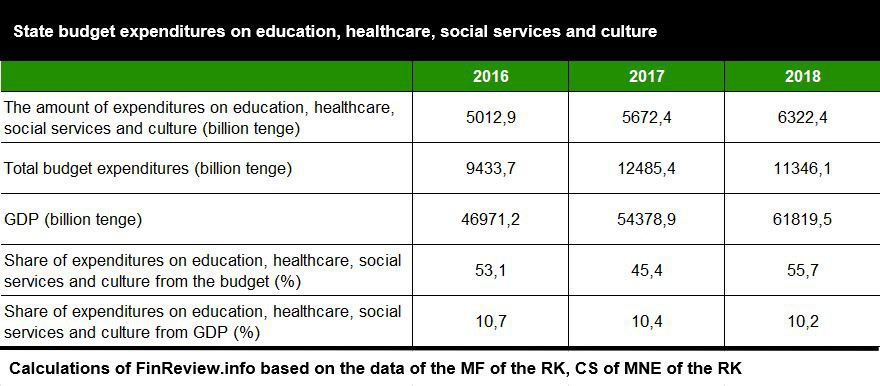 State budget expenditures on education, healthcare, social services and culture
2016 2017 2018
The amount of expenditures on education, healthcare,
social services and culture (billion tenge) 5012,9 5672,4 6322,4
Total budget expenditures (billion tenge) 9433,7 12485,4 11346,1
GDP (billion tenge) 46971,2 54378,9 61819,5
Share of expenditures on education, healthcare, social
services and culture from the budget (%) 53,1 45,4 55,7
Share of expenditures on education, healthcare, social
services and culture from GDP (%) 10,7 10,4 10,2
Calculations of FinReview.info based on the data of the MF of the RK, CS of MNE of the RK